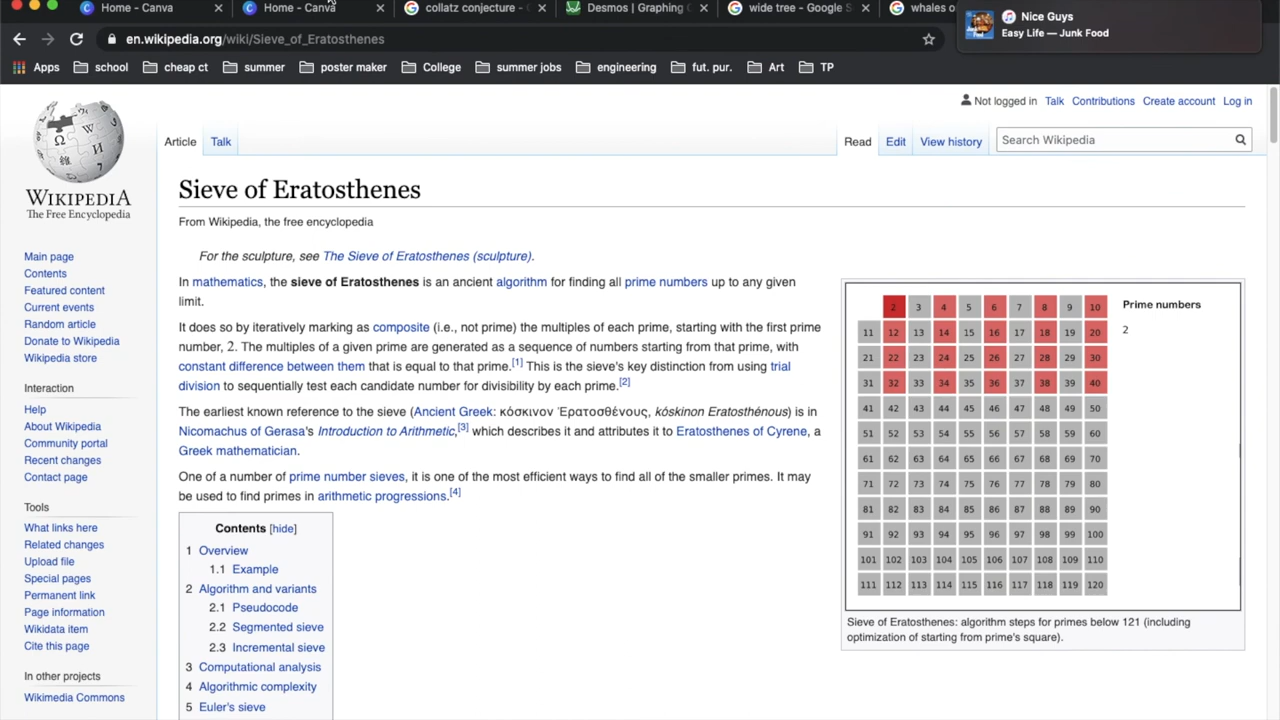 Home - Canva
Home - Canva
collatz conjecture -
Desmos | Graphing C
wide tree - Google S
whales o
Nice Guys
Easy Life — Junk Food
en.wikipedia.org/wiki/Sieve_of_Eratosthenes
Apps school cheap ct summer poster maker College summer jobs engineering fut. pur. Art TP
Not logged in Talk Contributions Create account Log in
Article Talk Read Edit View history Search Wikipedia
WIKIPEDIA
The Free Encyclopedia
Main page
Contents
Featured content
Current events
Random article
Donate to Wikipedia
Wikipedia store
Interaction
Help
About Wikipedia
Community portal
Recent changes
Contact page
Tools
What links here
Related changes
Upload file
Special pages
Permanent link
Page information
Wikidata item
Cite this page
In other projects
Wikimedia Commons
Sieve of Eratosthenes
From Wikipedia, the free encyclopedia
For the sculpture, see The Sieve of Eratosthenes (sculpture).
In mathematics, the sieve of Eratosthenes is an ancient algorithm for finding all prime numbers up to any given
limit.
It does so by iteratively marking as composite (i.e., not prime) the multiples of each prime, starting with the first prime
number, 2. The multiples of a given prime are generated as a sequence of numbers starting from that prime, with
constant difference between them that is equal to that prime.[1] This is the sieve's key distinction from using trial
division to sequentially test each candidate number for divisibility by each prime.[2]
The earliest known reference to the sieve (Ancient Greek: κόσκινον Ἐρατοσθένους, kóskinon Eratosthénous) is in
Nicomachus of Gerasa's Introduction to Arithmetic,[3] which describes it and attributes it to Eratosthenes of Cyrene, a
Greek mathematician.
One of a number of prime number sieves, it is one of the most efficient ways to find all of the smaller primes. It may
be used to find primes in arithmetic progressions.[4]
Contents [hide]
1 Overview
1.1 Example
2 Algorithm and variants
2.1 Pseudocode
2.2 Segmented sieve
2.3 Incremental sieve
3 Computational analysis
4 Algorithmic complexity
5 Euler's sieve
2 3 4 5 6 7 8 9 10
11 12 13 14 15 16 17 18 19 20
21 22 23 24 25 26 27 28 29 30
31 32 33 34 35 36 37 38 39 40
41 42 43 44 45 46 47 48 49 50
51 52 53 54 55 56 57 58 59 60
61 62 63 64 65 66 67 68 69 70
71 72 73 74 75 76 77 78 79 80
81 82 83 84 85 86 87 88 89 90
91 92 93 94 95 96 97 98 99 100
101 102 103 104 105 106 107 108 109 110
111 112 113 114 115 116 117 118 119 120
Prime numbers
2
Sieve of Eratosthenes: algorithm steps for primes below 121 (including
optimization of starting from prime's square).